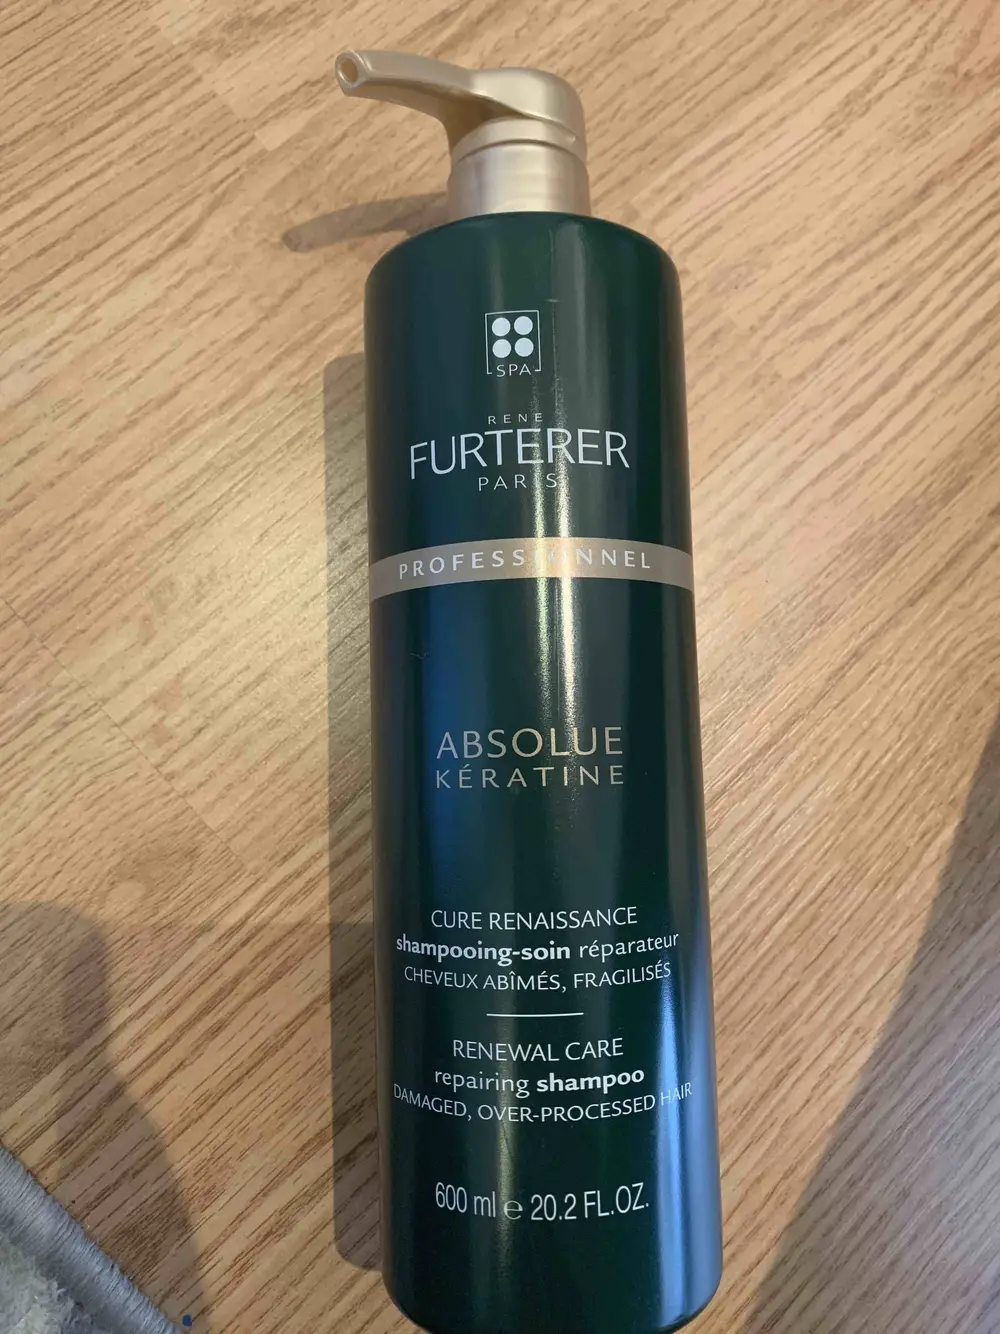 SPA
RENE
FURTERER
PARIS
PROFESSIONNEL
ABSOLUE
KÉRATINE
CURE RENAISSANCE
shampooing-soin réparateur
CHEVEUX ABÎMÉS, FRAGILISÉS
RENEWAL CARE
repairing shampoo
DAMAGED, OVER-PROCESSED HAIR
600 ml e 20.2 FL.OZ.